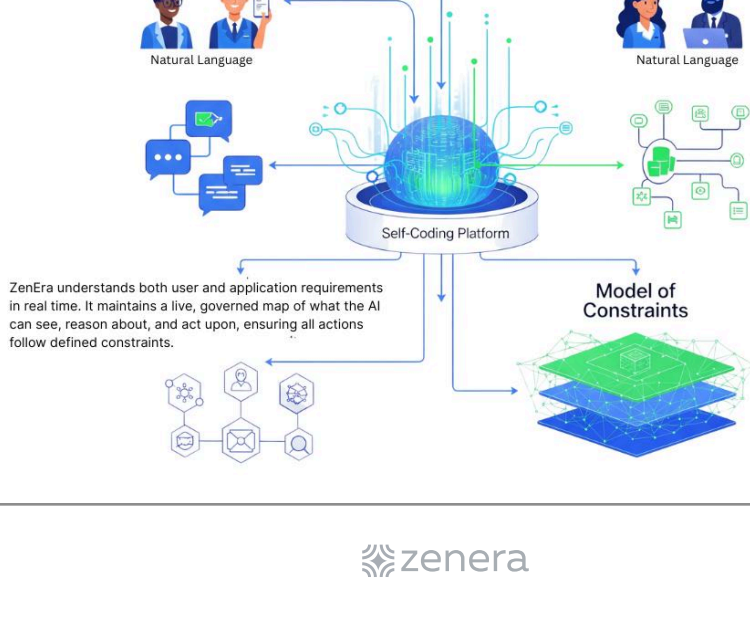 Natural Language
Natural Language
Self-Coding Platform
ZenEra understands both user and application requirements
in real time. It maintains a live, governed map of what the AI
can see, reason about, and act upon, ensuring all actions
follow defined constraints.
Model of
Constraints
zenera